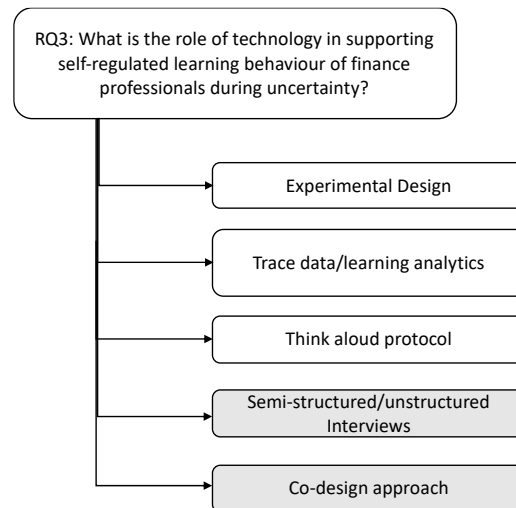 RQ3: What is the role of technology in supporting
self-regulated learning behaviour of finance
professionals during uncertainty?
Experimental Design
Trace data/learning analytics
Think aloud protocol
Semi-structured/unstructured
Interviews
Co-design approach